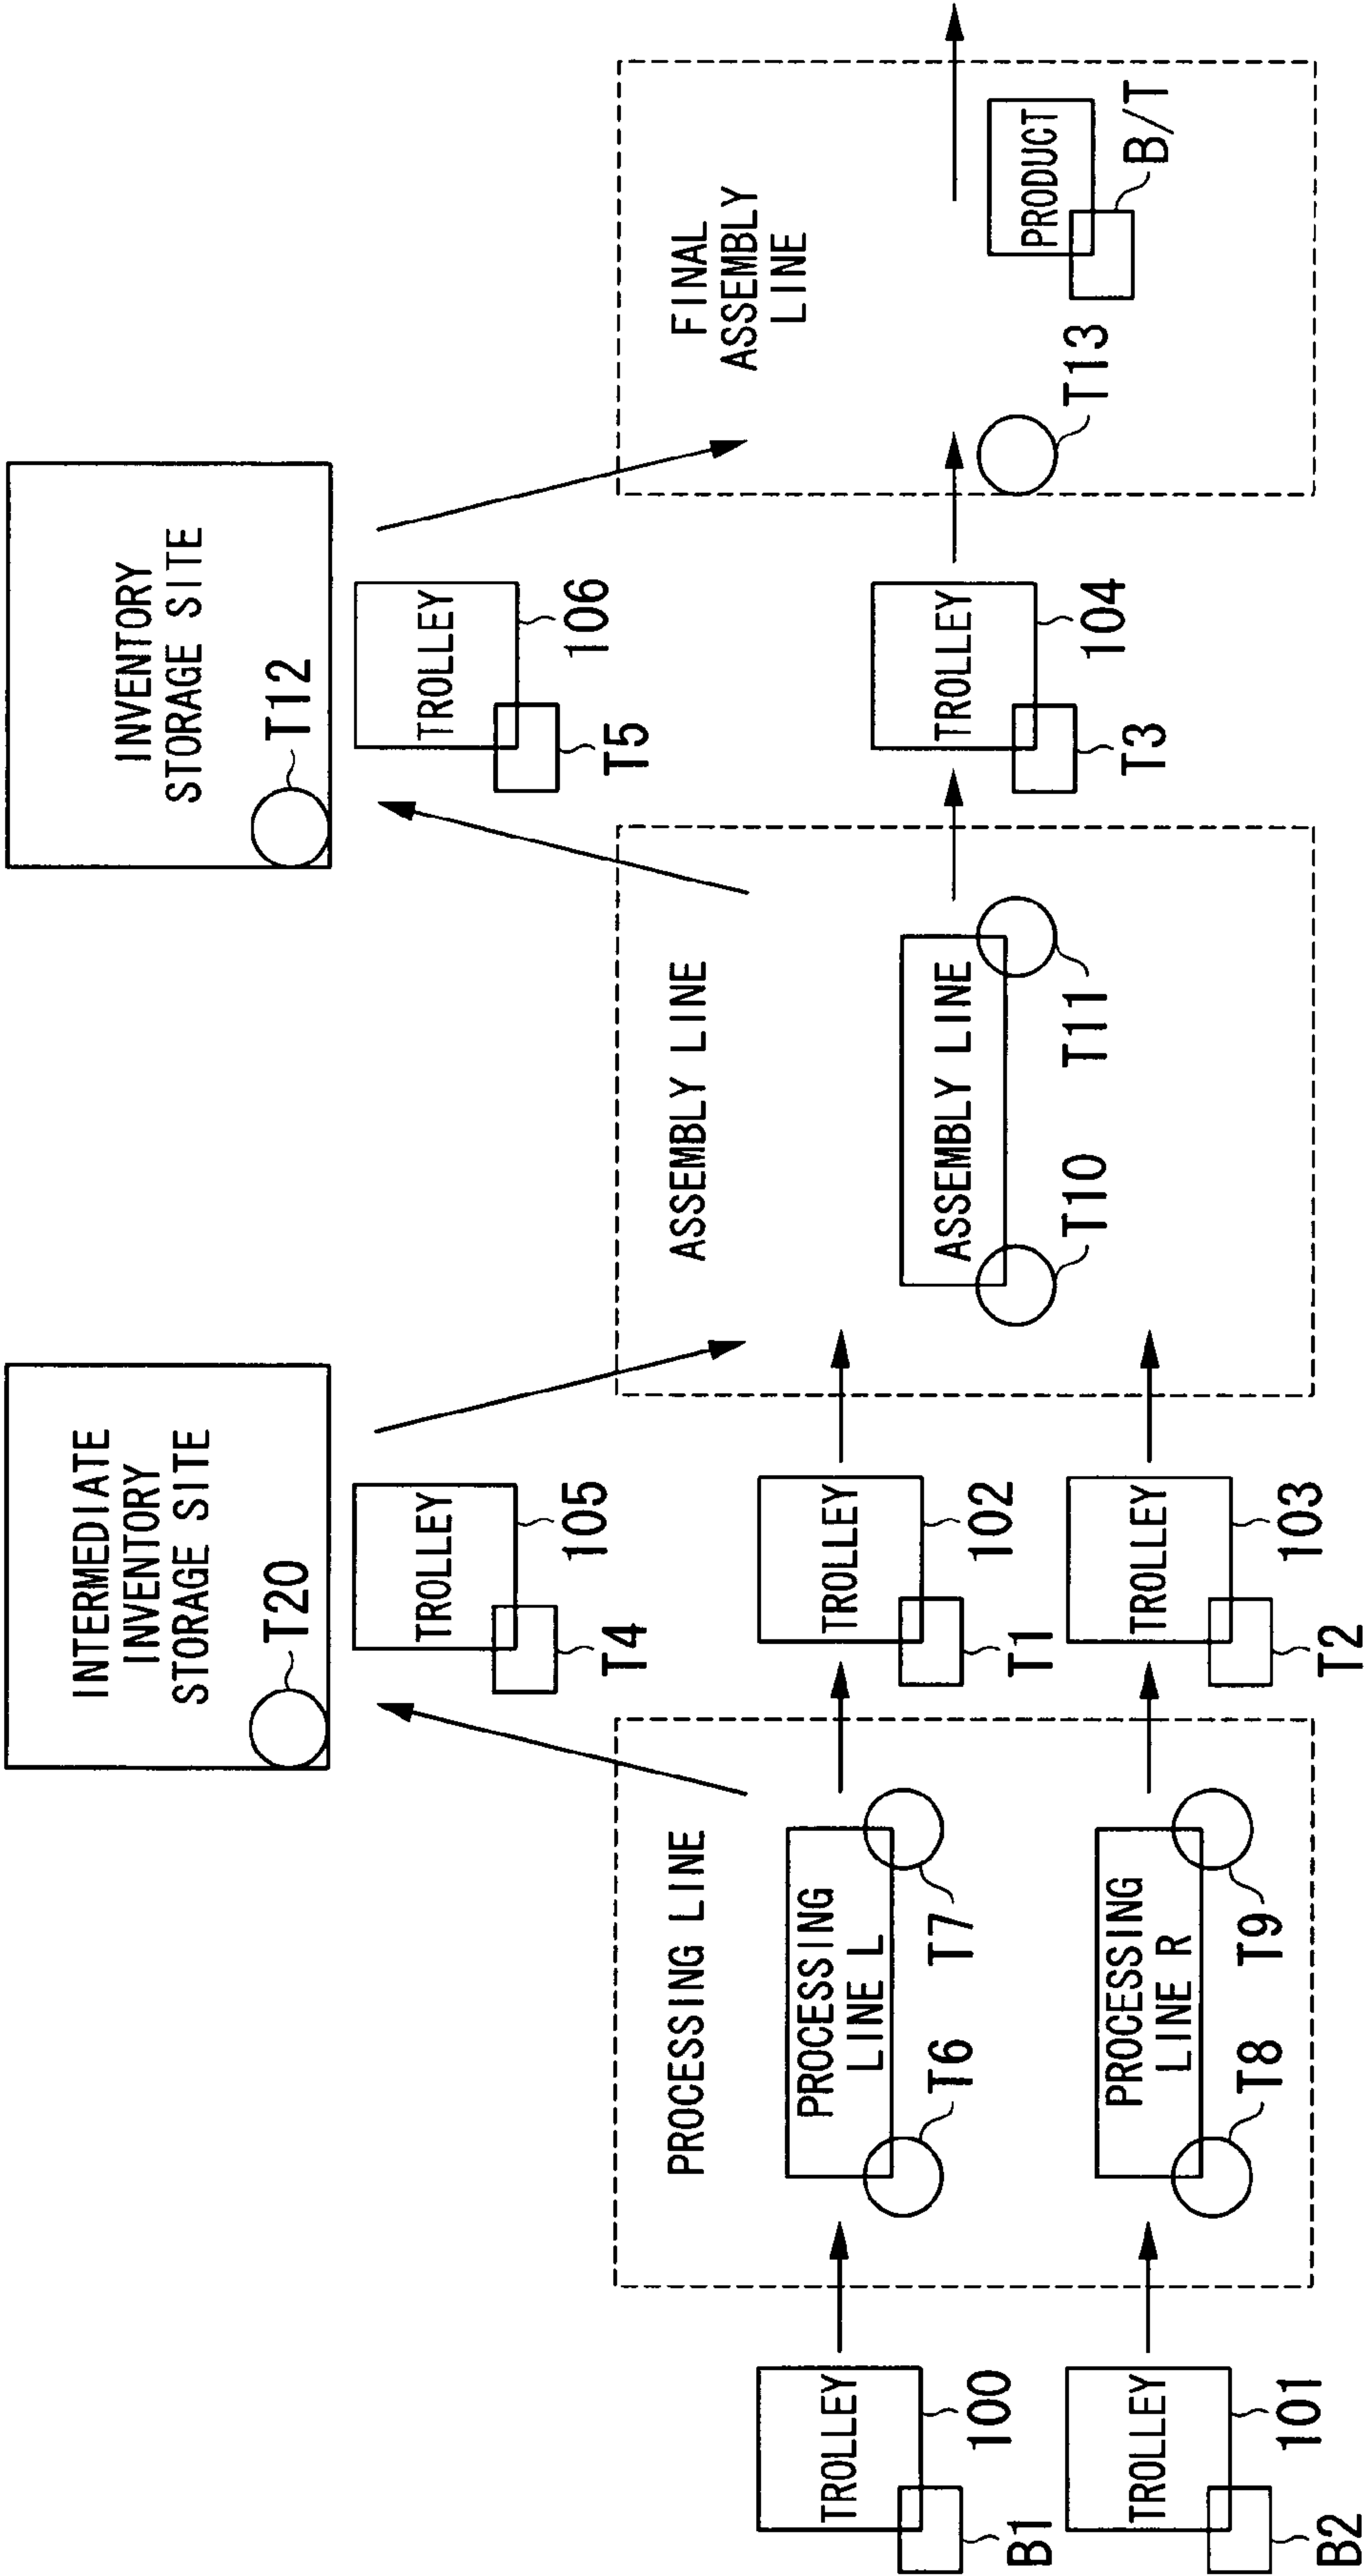 INTERMEDIATE
INVENTORY
STORAGE SITE
T20
INVENTORY
STORAGE SITE
T12
TROLLEY
105
T4
TROLLEY
106
T5
PROCESSING LINE
ASSEMBLY LINE
FINAL
ASSEMBLY
LINE
TROLLEY
100
B1
PROCESSING
LINE L
T6
T7
TROLLEY
102
T1
ASSEMBLY LINE
T10
T11
TROLLEY
104
T3
T13
PRODUCT
B/T
TROLLEY
101
B2
PROCESSING
LINE R
T8
T9
TROLLEY
103
T2